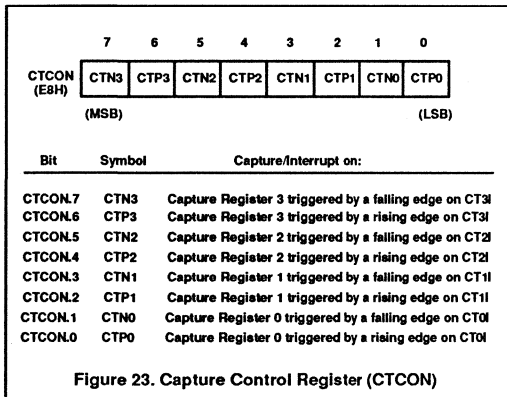 7 6 5 4 3 2 1 0
CTCON (E8H) CTN3 CTP3 CTN2 CTP2 CTN1 CTP1 CTN0 CTP0
(MSB) (LSB)
Bit Symbol Capture/Interrupt on:
CTCON.7 CTN3 Capture Register 3 triggered by a falling edge on CT3I
CTCON.6 CTP3 Capture Register 3 triggered by a rising edge on CT3I
CTCON.5 CTN2 Capture Register 2 triggered by a falling edge on CT2I
CTCON.4 CTP2 Capture Register 2 triggered by a rising edge on CT2I
CTCON.3 CTN1 Capture Register 1 triggered by a falling edge on CT1I
CTCON.2 CTP1 Capture Register 1 triggered by a rising edge on CT1I
CTCON.1 CTN0 Capture Register 0 triggered by a falling edge on CT0I
CTCON.0 CTP0 Capture Register 0 triggered by a rising edge on CT0I
Figure 23. Capture Control Register (CTCON)